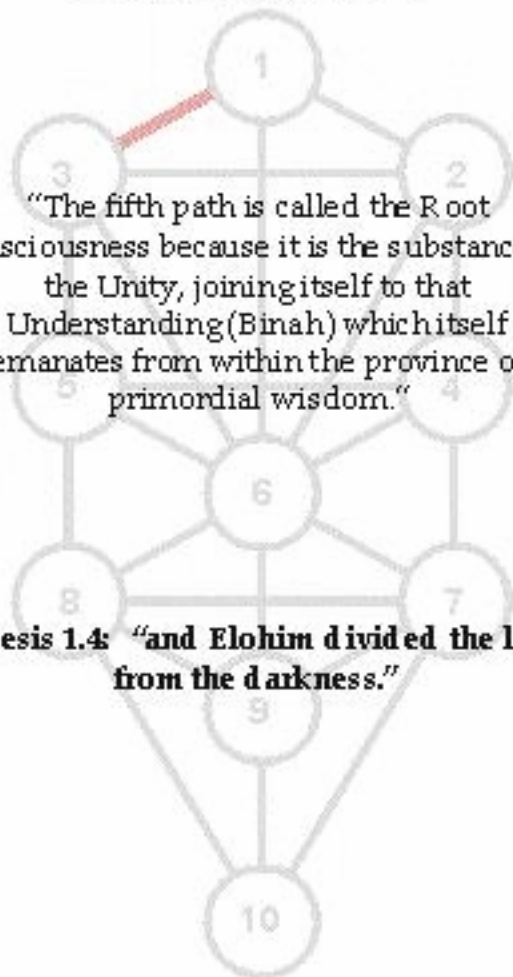 1
3
2
“The fifth path is called the Root
sciousness because it is the substanc
the Unity, joining itself to that
Understanding (Binah) which itself
emanates from within the province o
5
4
primordial wisdom.“
6
8
7
esis 1.4: “and Elohim divided the l
from the darkness.”
9
10